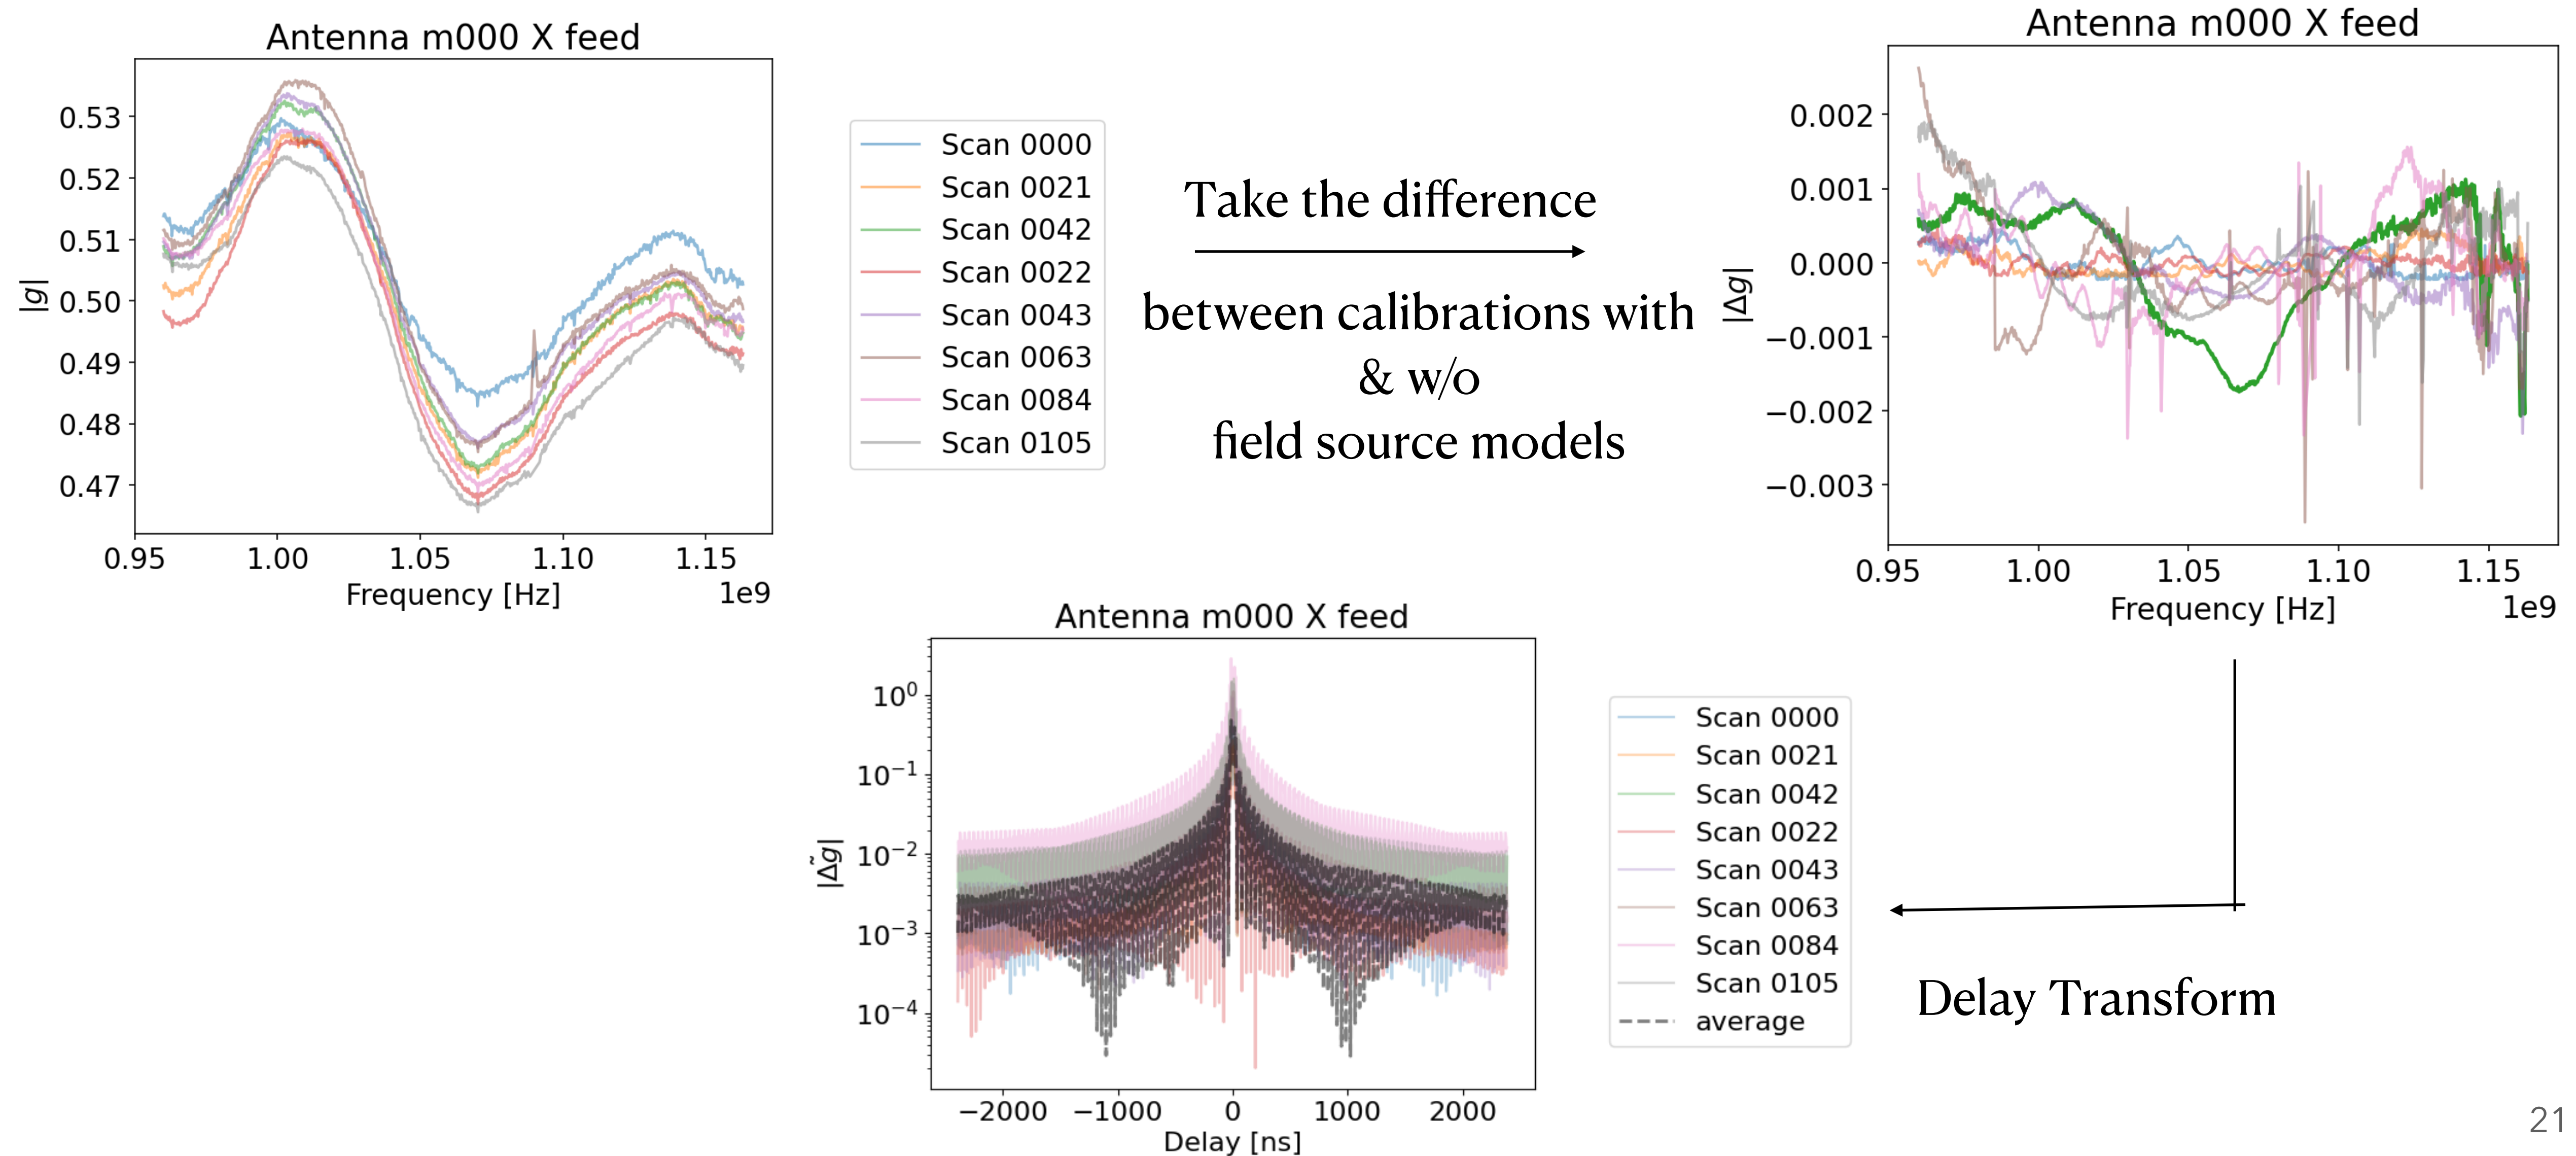 Antenna m000 X feed
|g|
0.53
0.52
0.51
0.50
0.49
0.48
0.47
0.95 1.00 1.05 1.10 1.15
1e9
Frequency [Hz]
Scan 0000
Scan 0021
Scan 0042
Scan 0022
Scan 0043
Scan 0063
Scan 0084
Scan 0105
Take the difference
between calibrations with
& w/o
field source models
Antenna m000 X feed
|Δg|
0.002
0.001
0.000
−0.001
−0.002
−0.003
0.95 1.00 1.05 1.10 1.15
1e9
Frequency [Hz]
Antenna m000 X feed
|Δg̃|
10⁰
10⁻¹
10⁻²
10⁻³
10⁻⁴
−2000 −1000 0 1000 2000
Delay [ns]
Scan 0000
Scan 0021
Scan 0042
Scan 0022
Scan 0043
Scan 0063
Scan 0084
Scan 0105
average
Delay Transform
21